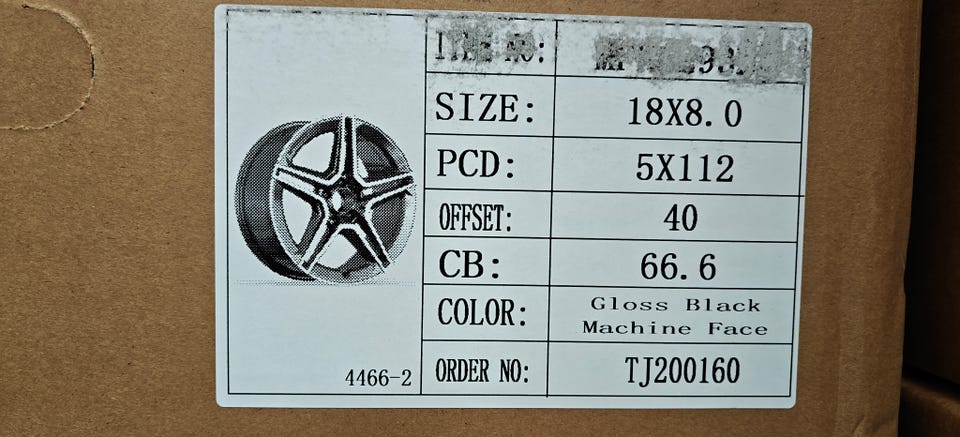 NO:
SIZE: 18X8.0
PCD: 5X112
OFFSET: 40
CB: 66.6
COLOR: Gloss Black
Machine Face
4466-2
ORDER NO: TJ200160